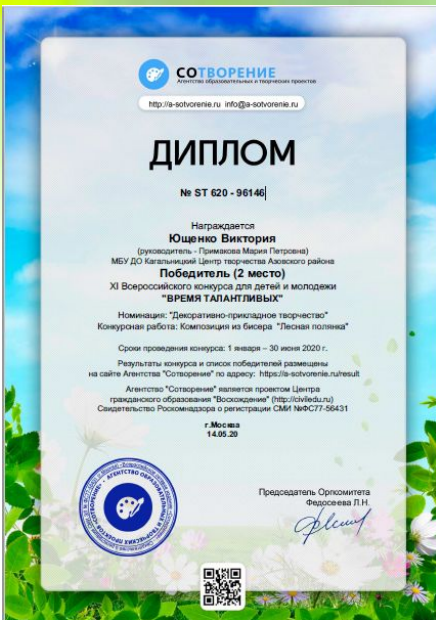 СОТВОРЕНИЕ
Агентство образовательных и творческих проектов
http://a-sotvorenie.ru info@a-sotvorenie.ru
ДИПЛОМ
№ ST 620 - 96146
Награждается
Ющенко Виктория
(руководитель - Примакова Мария Петровна)
МБУ ДО Кагальницкий Центр творчества Азовского района
Победитель (2 место)
XI Всероссийского конкурса для детей и молодежи
"ВРЕМЯ ТАЛАНТЛИВЫХ"
Номинация: "Декоративно-прикладное творчество"
Конкурсная работа: Композиция из бисера "Лесная полянка"
Сроки проведения конкурса: 1 января – 30 июня 2020 г.
Результаты конкурса и список победителей размещены
на сайте Агентства "Сотворение" по адресу: https://a-sotvorenie.ru/result
Агентство "Сотворение" является проектом Центра
гражданского образования "Восхождение" (http://civiledu.ru)
Свидетельство Роскомнадзора о регистрации СМИ №ФС77-56431
г.Москва
14.05.20
Председатель Оргкомитета
Федосеева Л.Н.
АГЕНТСТВО ОБРАЗОВАТЕЛЬНЫХ И ТВОРЧЕСКИХ ПРОЕКТОВ "СОТВОРЕНИЕ"